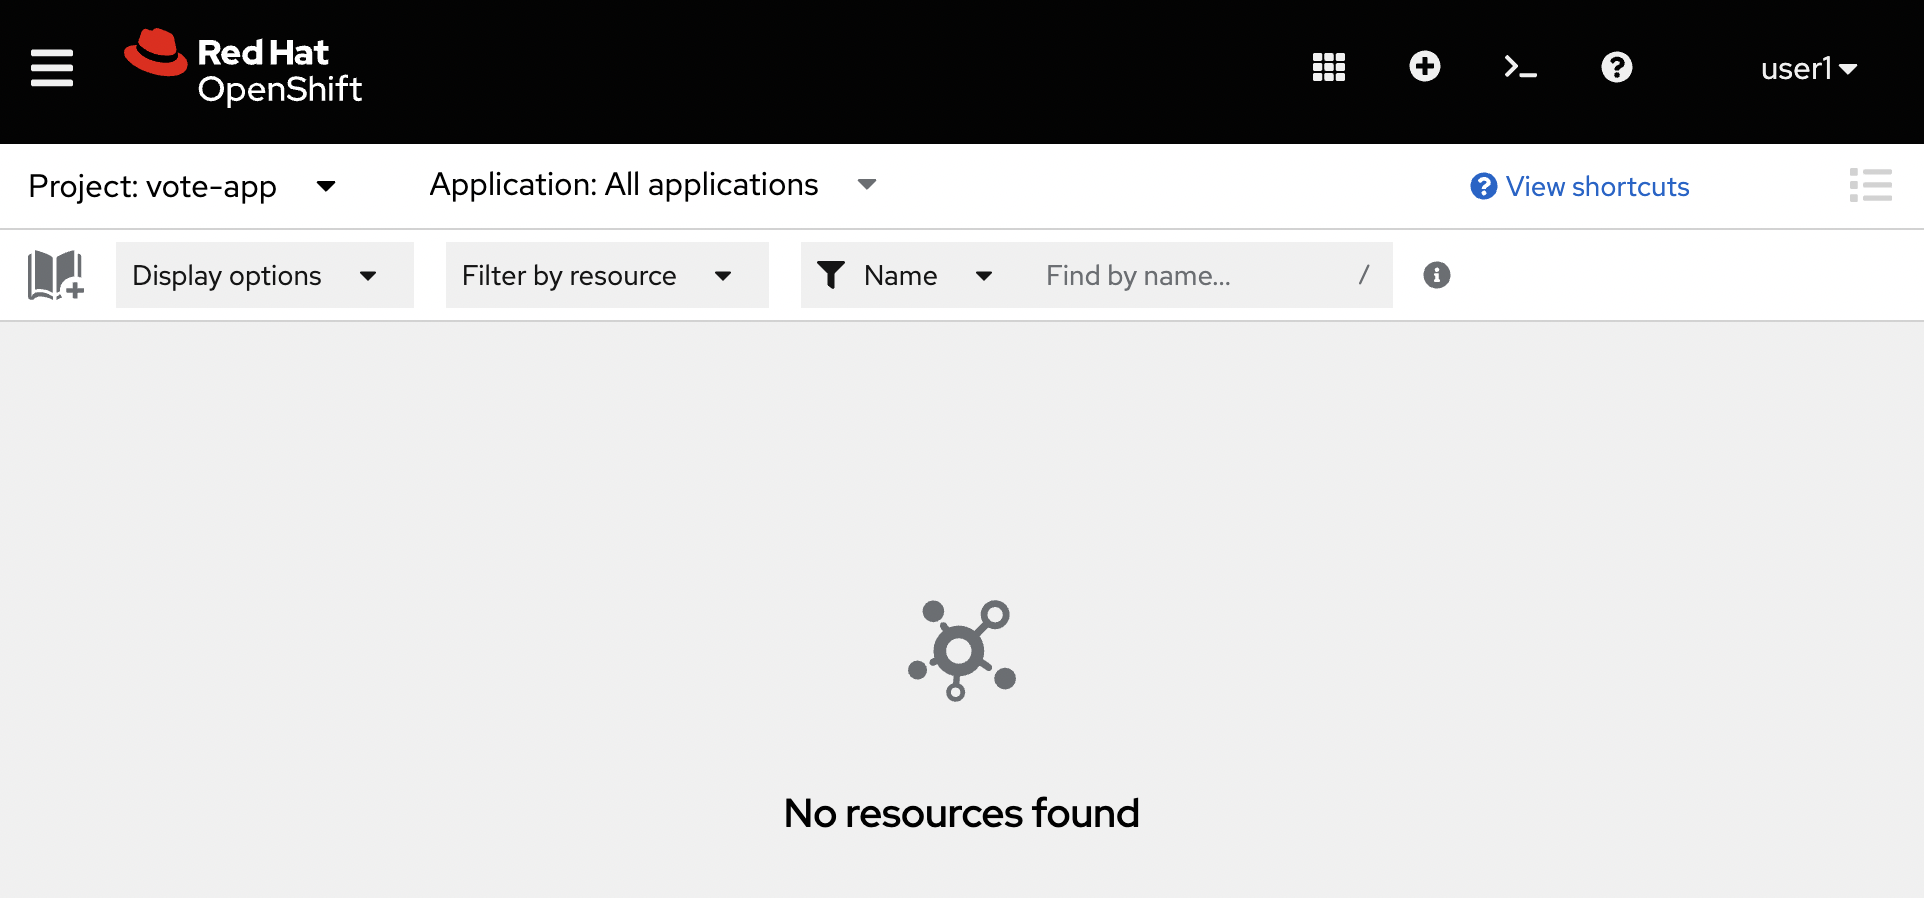 Red Hat
OpenShift
user1
Project: vote-app
Application: All applications
View shortcuts
Display options
Filter by resource
Name
Find by name...
/
No resources found